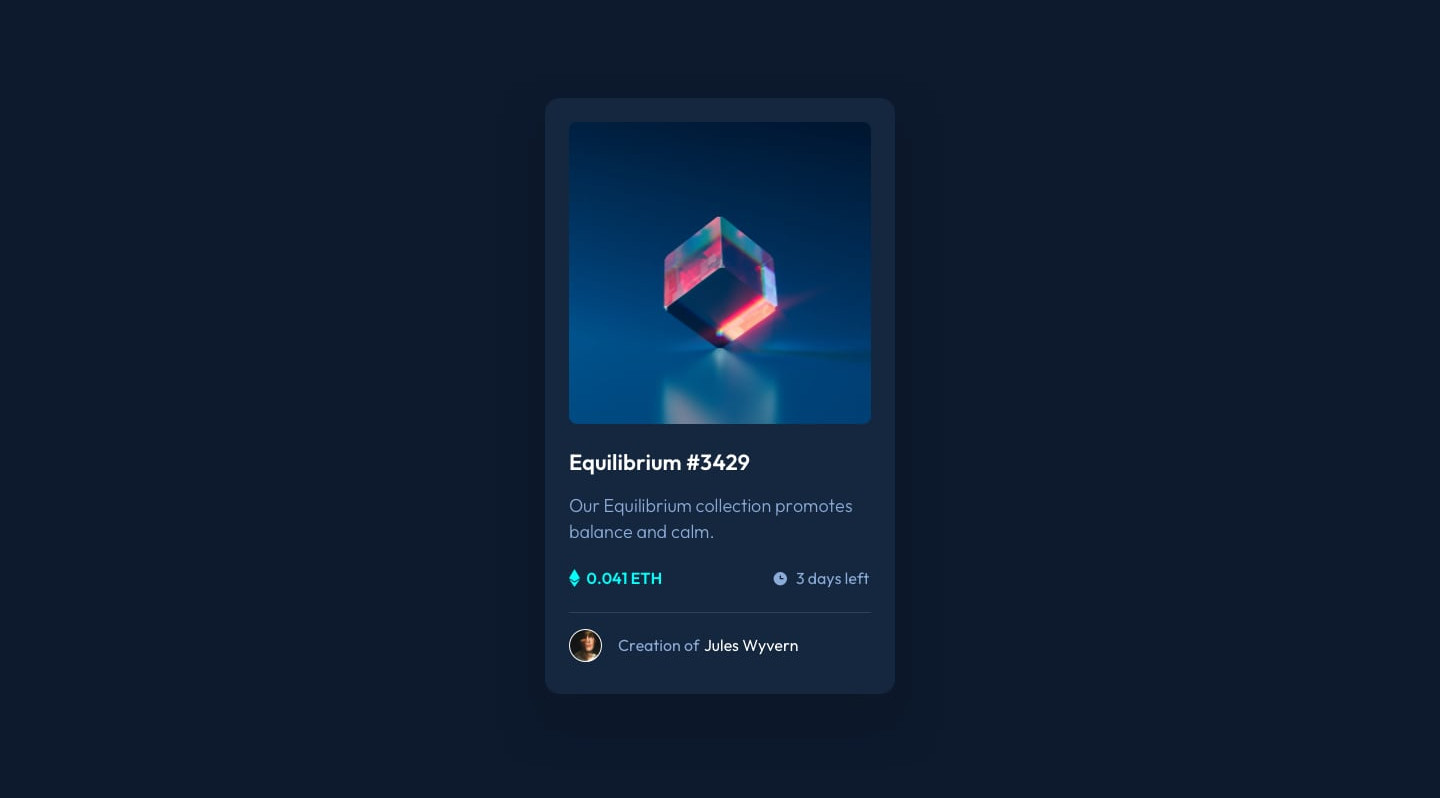 Equilibrium #3429
Our Equilibrium collection promotes
balance and calm.
0.041 ETH
3 days left
Creation of Jules Wyvern